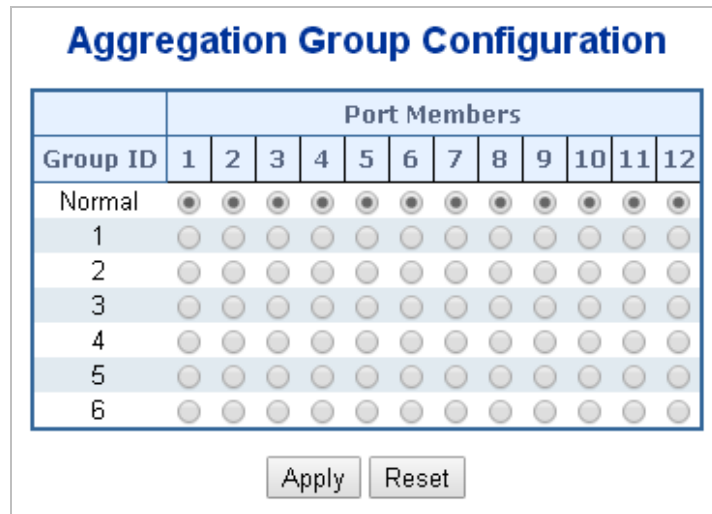 Aggregation Group Configuration
Port Members
Group ID 1 2 3 4 5 6 7 8 9 10 11 12
Normal
1
2
3
4
5
6
Apply Reset